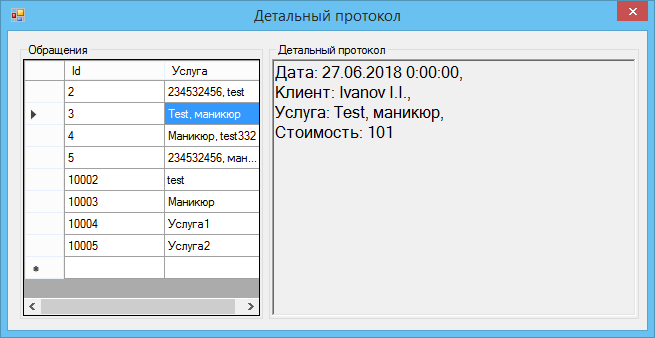 Детальный протокол
Обращения
Id Услуга
2 234532456, test
3 Test, маникюр
4 Маникюр, test332
5 234532456, ман...
10002 test
10003 Маникюр
10004 Услуга1
10005 Услуга2
Детальный протокол
Дата: 27.06.2018 0:00:00,
Клиент: Ivanov I.I.,
Услуга: Test, маникюр,
Стоимость: 101